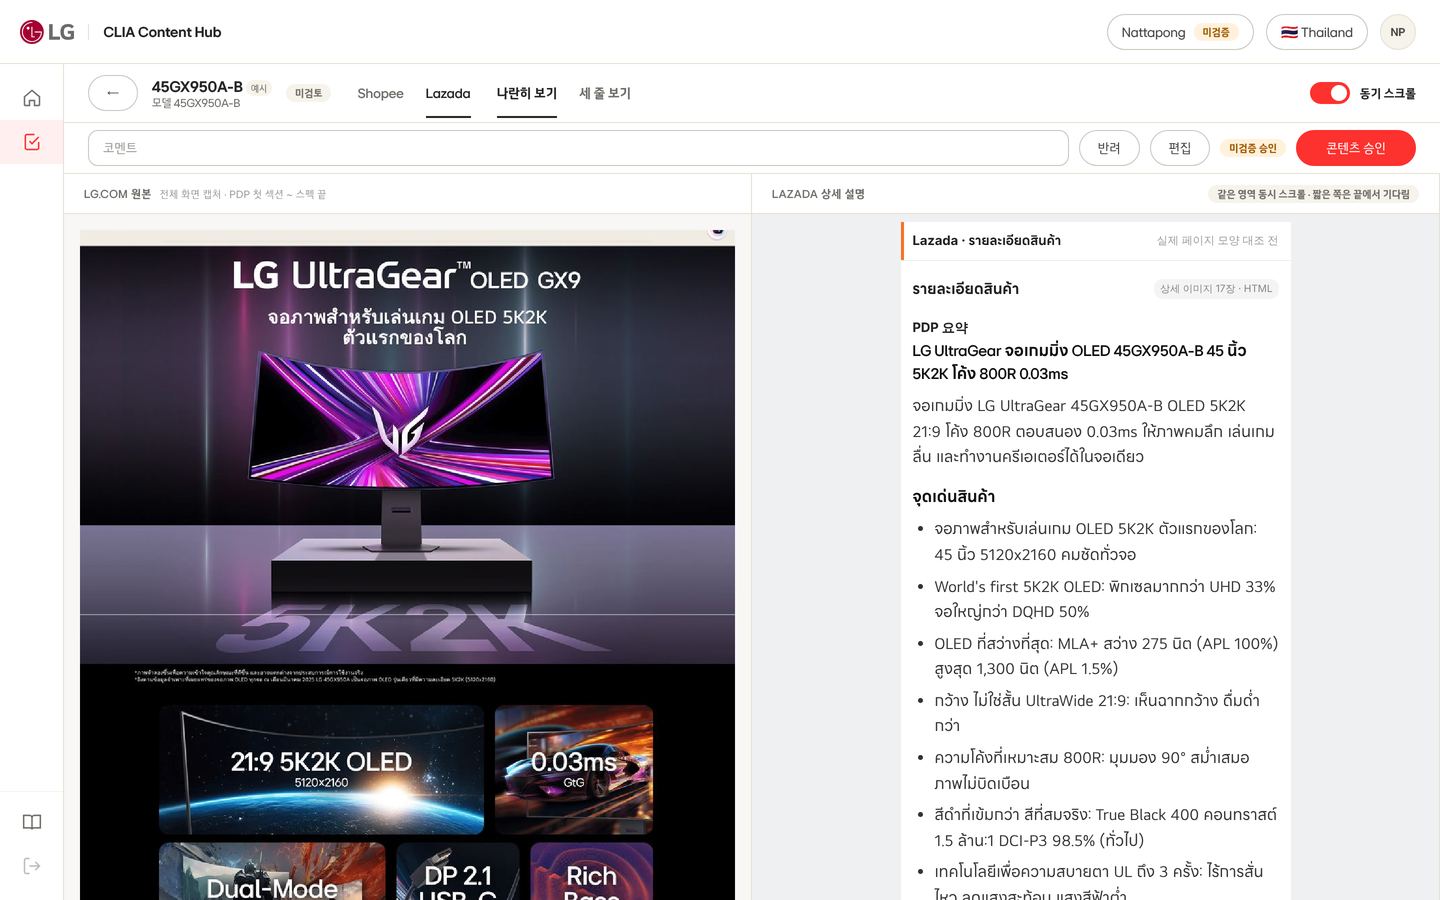 LG
CLIA Content Hub
Nattapong 미검증
Thailand
NP
←
45GX950A-B 예시
모델 45GX950A-B
미검토
Shopee
Lazada
나란히 보기
세 줄 보기
동기 스크롤
코멘트
반려
편집
미검증 승인
콘텐츠 승인
LG.COM 원본 전체 화면 캡처 · PDP 첫 섹션 ~ 스펙 끝
LAZADA 상세 설명
같은 영역 동시 스크롤 · 짧은 쪽은 끝에서 기다림
LG UltraGear™ OLED GX9
จอภาพสำหรับเล่นเกม OLED 5K2K
ตัวแรกของโลก
5K2K
21:9 5K2K OLED
5120x2160
0.03ms
GtG
Dual-Mode
DP 2.1
USB-C
Rich
Bass
Lazada · รายละเอียดสินค้า
실제 페이지 모양 대조 전
รายละเอียดสินค้า
상세 이미지 17장 · HTML
PDP 요약
LG UltraGear จอเกมมิ่ง OLED 45GX950A-B 45 นิ้ว
5K2K โค้ง 800R 0.03ms
จอเกมมิ่ง LG UltraGear 45GX950A-B OLED 5K2K
21:9 โค้ง 800R ตอบสนอง 0.03ms ให้ภาพคมลึก เล่นเกม
ลื่น และทำงานครีเอเตอร์ได้ในจอเดียว
จุดเด่นสินค้า
• จอภาพสำหรับเล่นเกม OLED 5K2K ตัวแรกของโลก:
45 นิ้ว 5120x2160 คมชัดทั่วจอ
• World's first 5K2K OLED: พิกเซลมากกว่า UHD 33%
จอใหญ่กว่า DQHD 50%
• OLED ที่สว่างที่สุด: MLA+ สว่าง 275 นิต (APL 100%)
สูงสุด 1,300 นิต (APL 1.5%)
• กว้าง ไม่ใช่สั้น UltraWide 21:9: เห็นฉากกว้าง ดื่มด่ำ
กว่า
• ความโค้งที่เหมาะสม 800R: มุมมอง 90° สม่ำเสมอ
ภาพไม่บิดเบือน
• สีดำที่เข้มกว่า สีที่สมจริง: True Black 400 คอนทราสต์
1.5 ล้าน:1 DCI-P3 98.5% (ทั่วไป)
• เทคโนโลยีเพื่อความสบายตา UL ถึง 3 ครั้ง: ไร้การสั่น
ไหว ลดแสงสะท้อน แสงสีฟ้าต่ำ